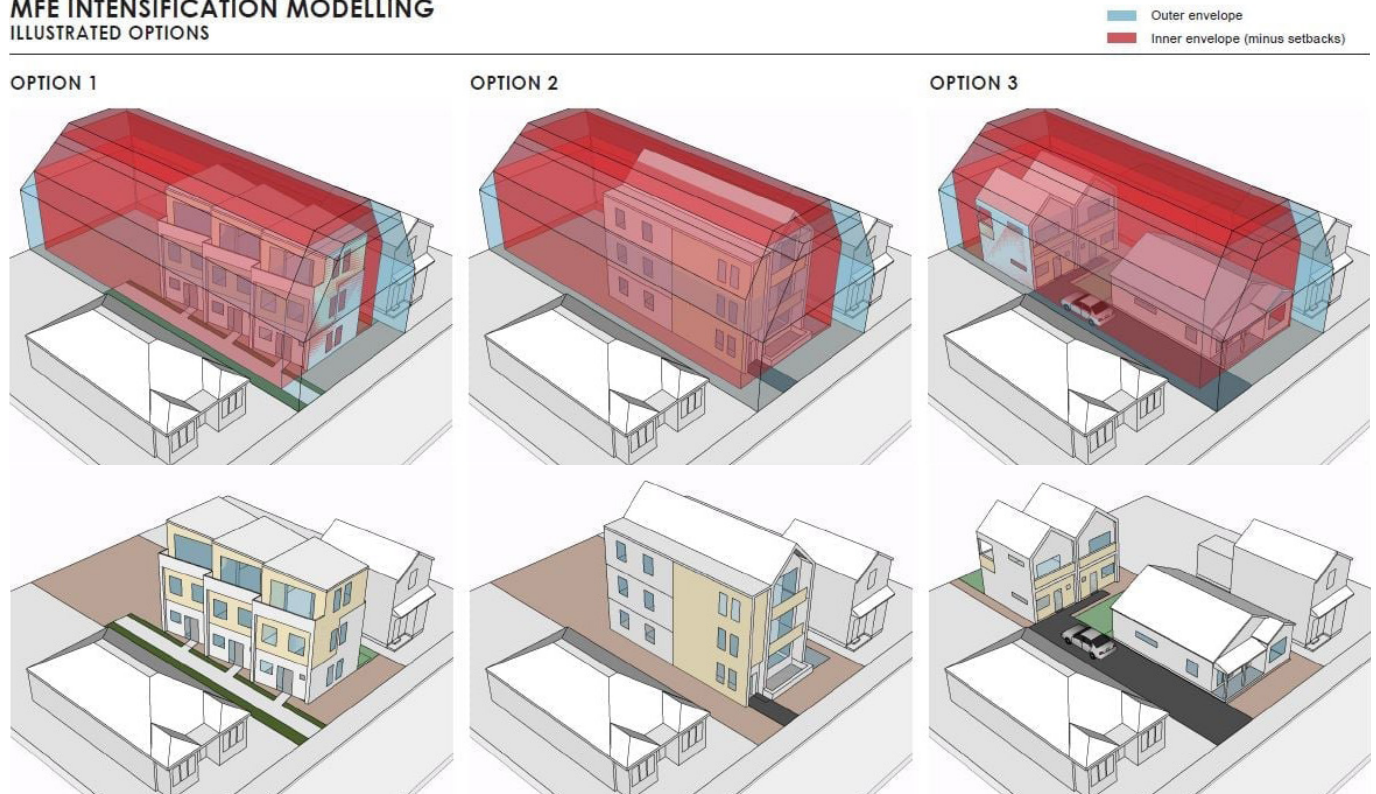 MFE INTENSIFICATION MODELLING
ILLUSTRATED OPTIONS
Outer envelope
Inner envelope (minus setbacks)
OPTION 1
OPTION 2
OPTION 3